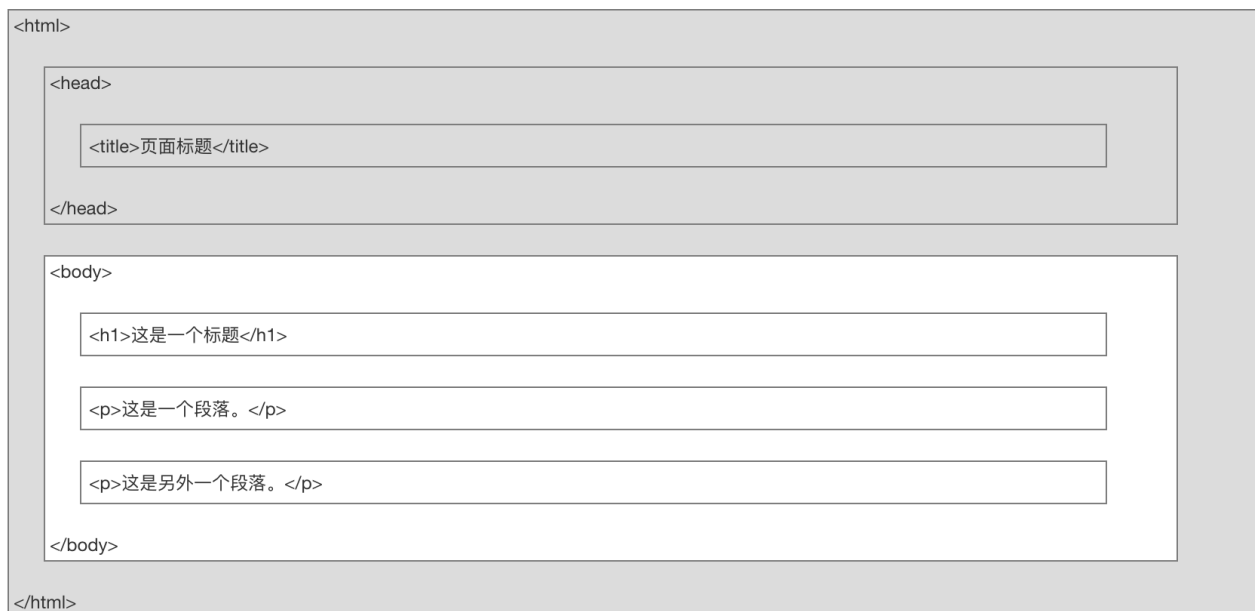 <html>
<head>
<title>页面标题</title>
</head>
<body>
<h1>这是一个标题</h1>
<p>这是一个段落。</p>
<p>这是另外一个段落。</p>
</body>
</html>